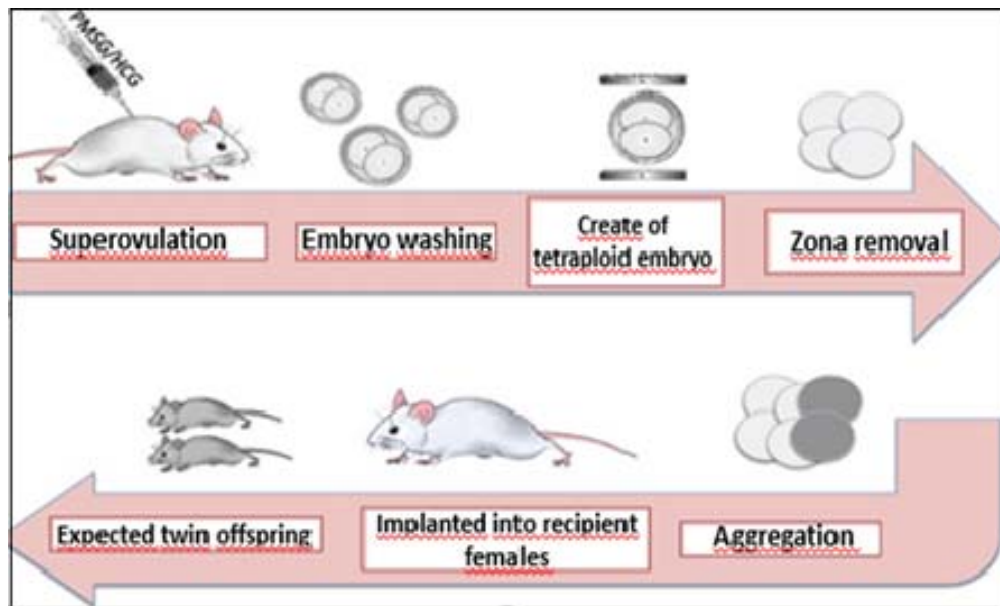 PMSG/HCG
Superovulation
Embryo washing
Create of
tetraploid embryo
Zona removal
Expected twin offspring
Implanted into recipient
females
Aggregation